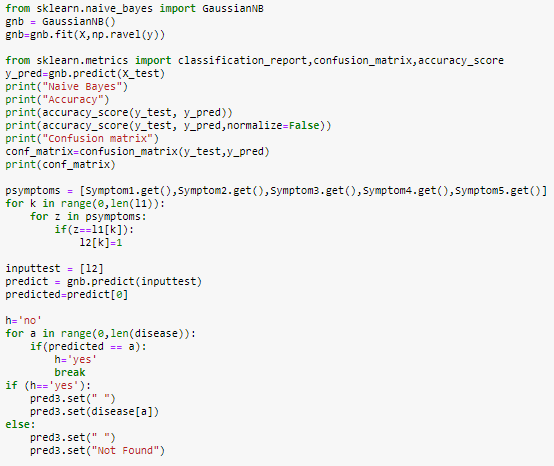 from sklearn.naive_bayes import GaussianNB
gnb = GaussianNB()
gnb=gnb.fit(X,np.ravel(y))

from sklearn.metrics import classification_report,confusion_matrix,accuracy_score
y_pred=gnb.predict(X_test)
print("Naive Bayes")
print("Accuracy")
print(accuracy_score(y_test, y_pred))
print(accuracy_score(y_test, y_pred,normalize=False))
print("Confusion matrix")
conf_matrix=confusion_matrix(y_test,y_pred)
print(conf_matrix)

psymptoms = [Symptom1.get(),Symptom2.get(),Symptom3.get(),Symptom4.get(),Symptom5.get()]
for k in range(0,len(l1)):
    for z in psymptoms:
        if(z==l1[k]):
            l2[k]=1

inputtest = [l2]
predict = gnb.predict(inputtest)
predicted=predict[0]

h='no'
for a in range(0,len(disease)):
    if(predicted == a):
        h='yes'
        break
if (h=='yes'):
    pred3.set(" ")
    pred3.set(disease[a])
else:
    pred3.set(" ")
    pred3.set("Not Found")